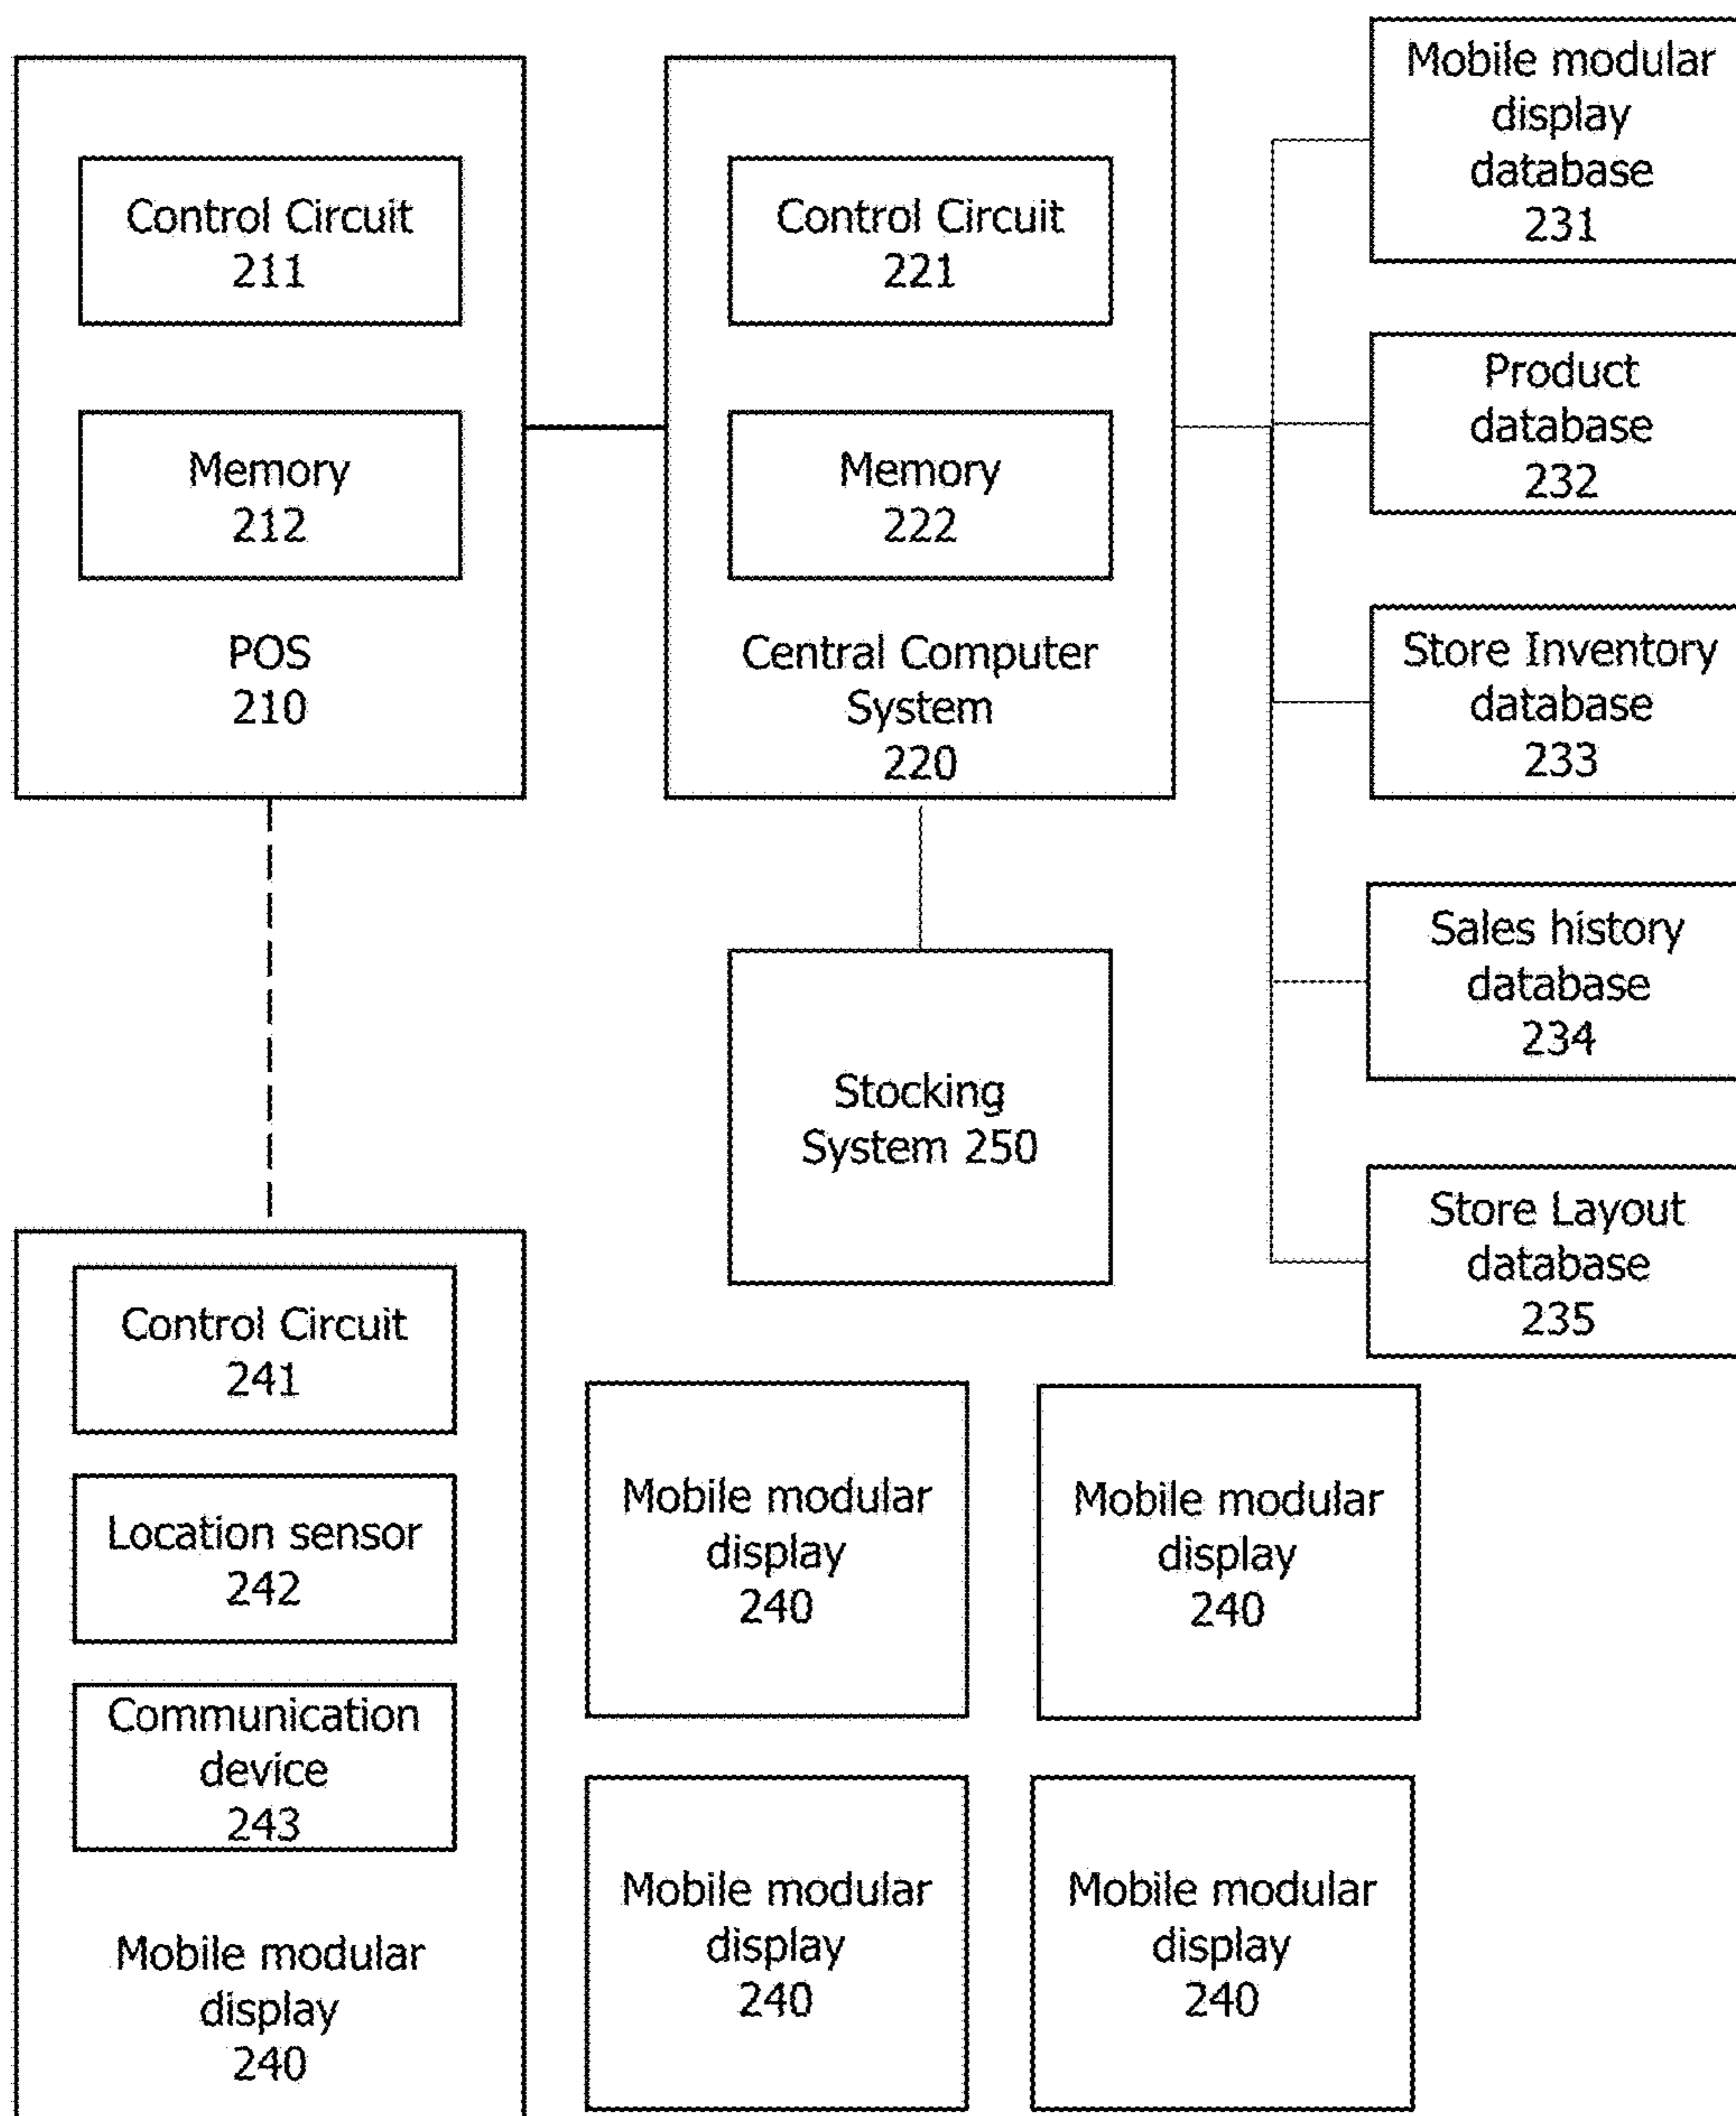 Control Circuit
211
Memory
212
POS
210
Control Circuit
221
Memory
222
Central Computer
System
220
Mobile modular
display
database
231
Product
database
232
Store Inventory
database
233
Sales history
database
234
Store Layout
database
235
Stocking
System 250
Control Circuit
241
Location sensor
242
Communication
device
243
Mobile modular
display
240
Mobile modular
display
240
Mobile modular
display
240
Mobile modular
display
240
Mobile modular
display
240